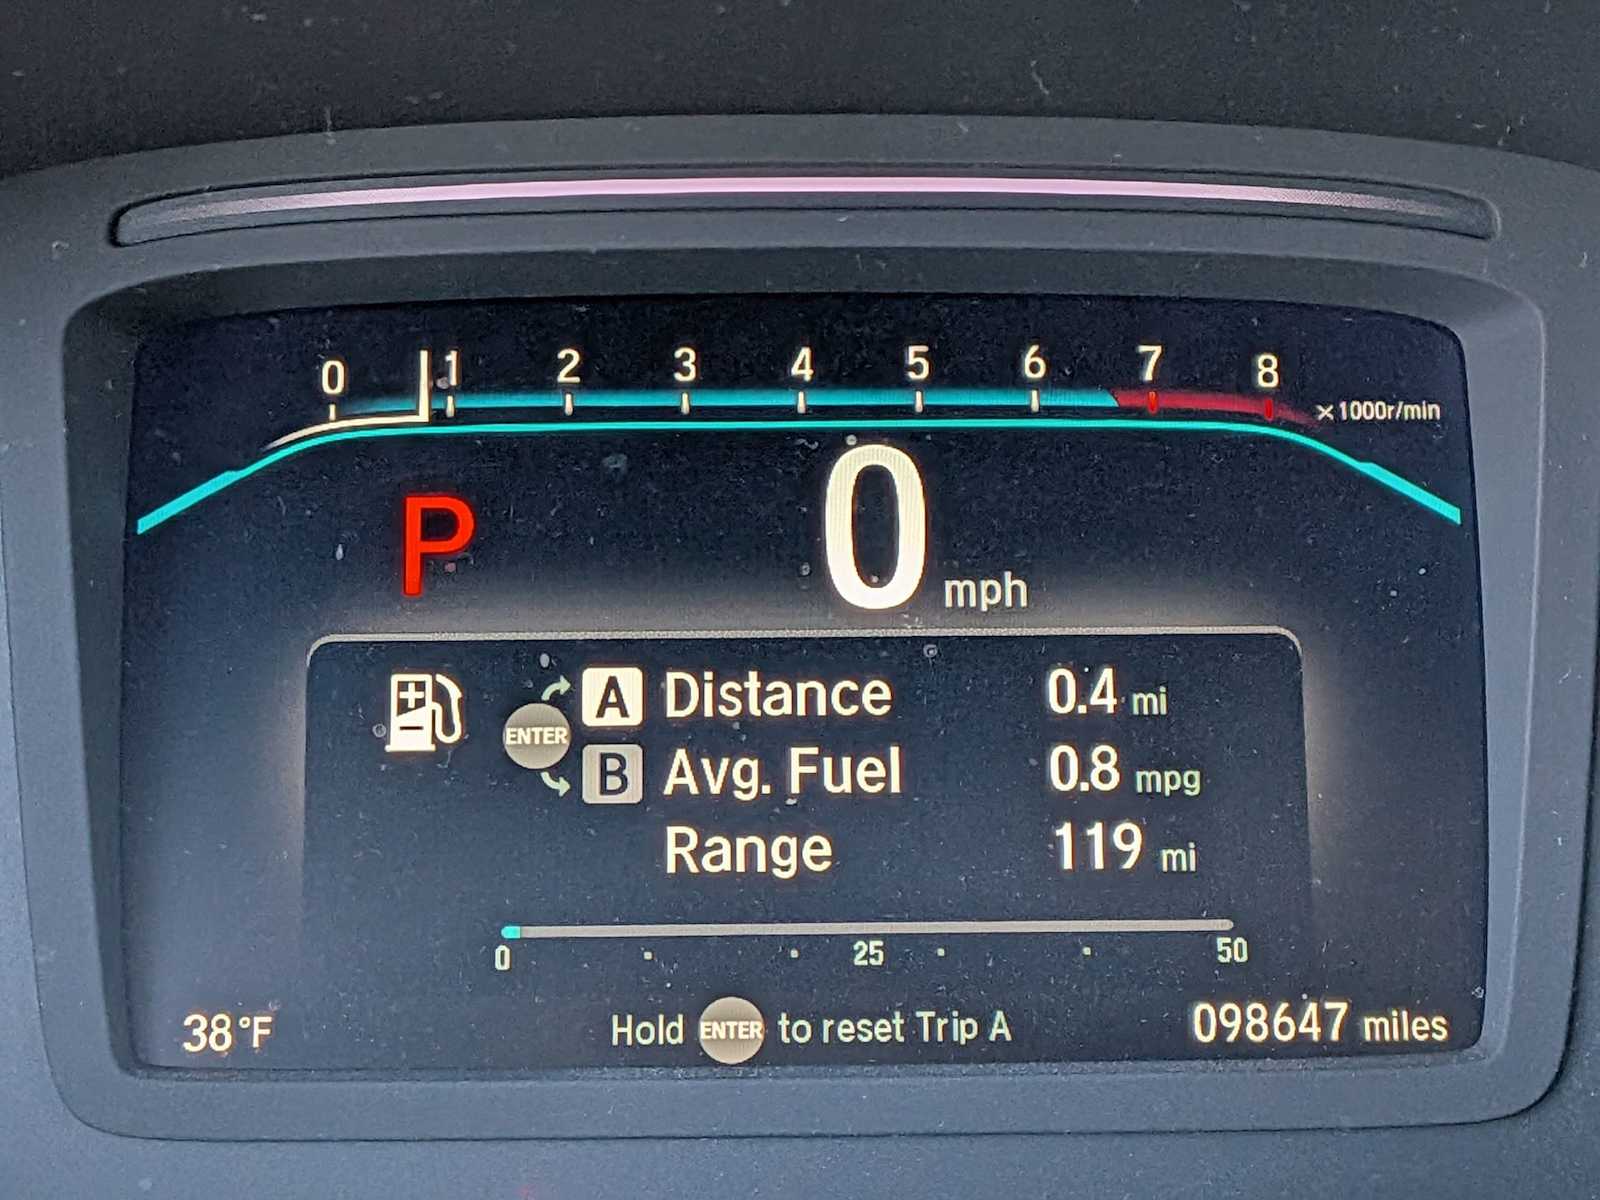 0 1 2 3 4 5 6 7 8
×1000r/min
P 0 mph
ENTER A Distance 0.4 mi
B Avg. Fuel 0.8 mpg
Range 119 mi
0 25 50
38°F Hold ENTER to reset Trip A 098647 miles